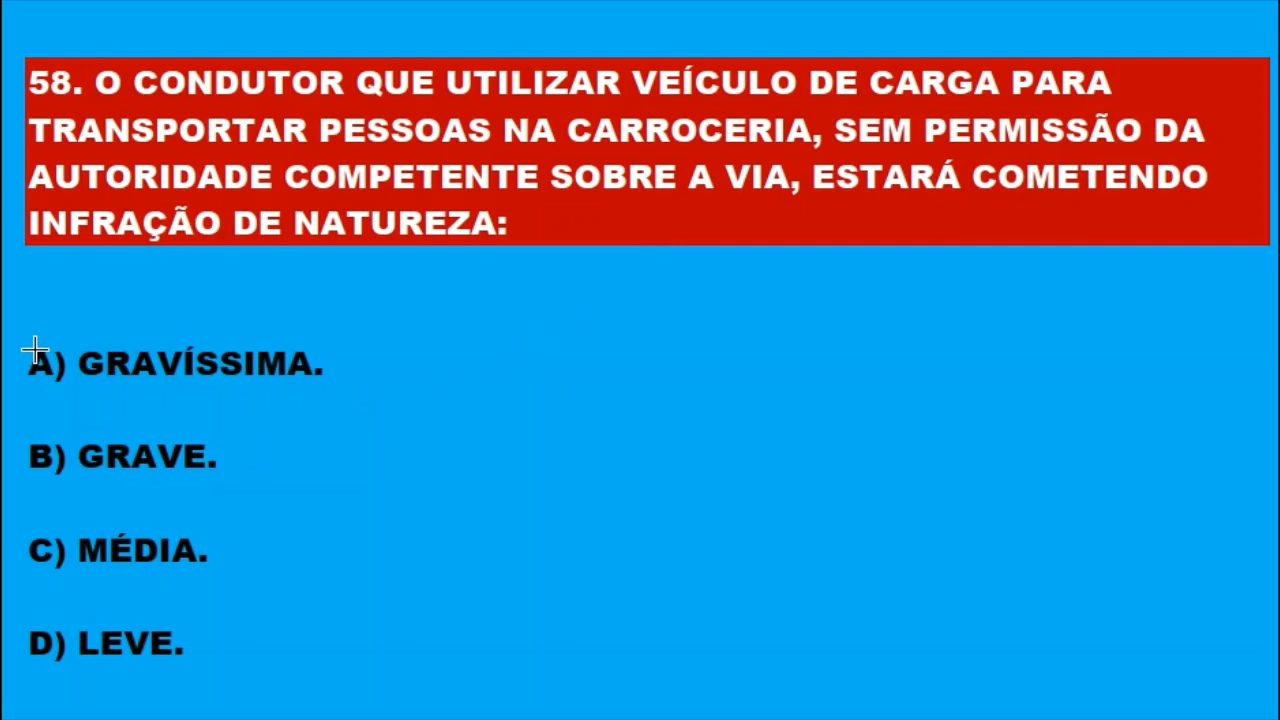 58. O CONDUTOR QUE UTILIZAR VEÍCULO DE CARGA PARA
TRANSPORTAR PESSOAS NA CARROCERIA, SEM PERMISSÃO DA
AUTORIDADE COMPETENTE SOBRE A VIA, ESTARÁ COMETENDO
INFRAÇÃO DE NATUREZA:
A) GRAVÍSSIMA.
B) GRAVE.
C) MÉDIA.
D) LEVE.